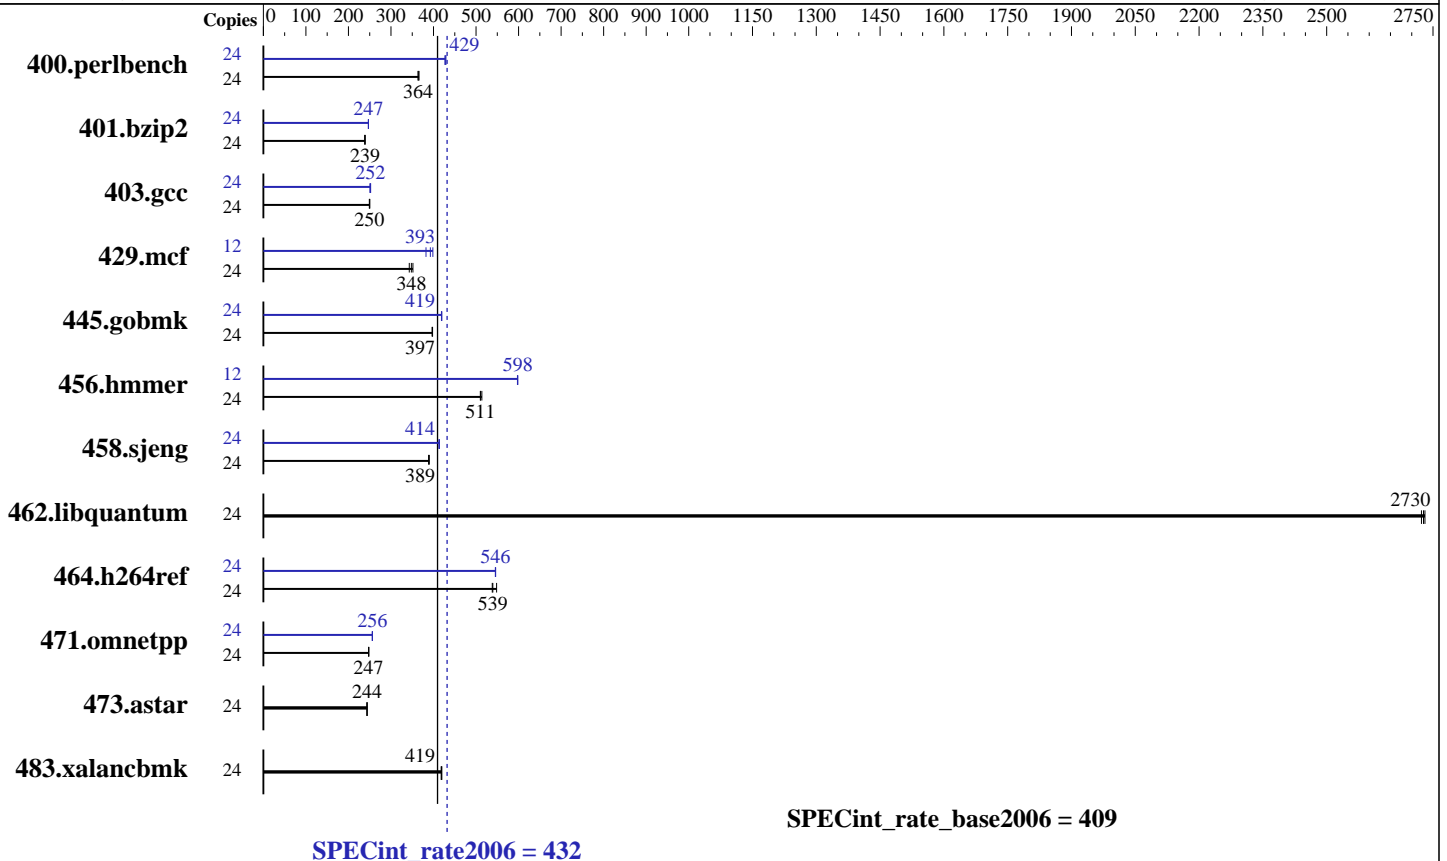 Copies 0 100 200 300 400 500 600 700 800 900 1000 1150 1300 1450 1600 1750 1900 2050 2200 2350 2500 2750
400.perlbench 24 429
24 364
401.bzip2 24 247
24 239
403.gcc 24 252
24 250
429.mcf 12 393
24 348
445.gobmk 24 419
24 397
456.hmmer 12 598
24 511
458.sjeng 24 414
24 389
462.libquantum 24 2730
464.h264ref 24 546
24 539
471.omnetpp 24 256
24 247
473.astar 24 244
483.xalancbmk 24 419
SPECint_rate_base2006 = 409
SPECint_rate2006 = 432